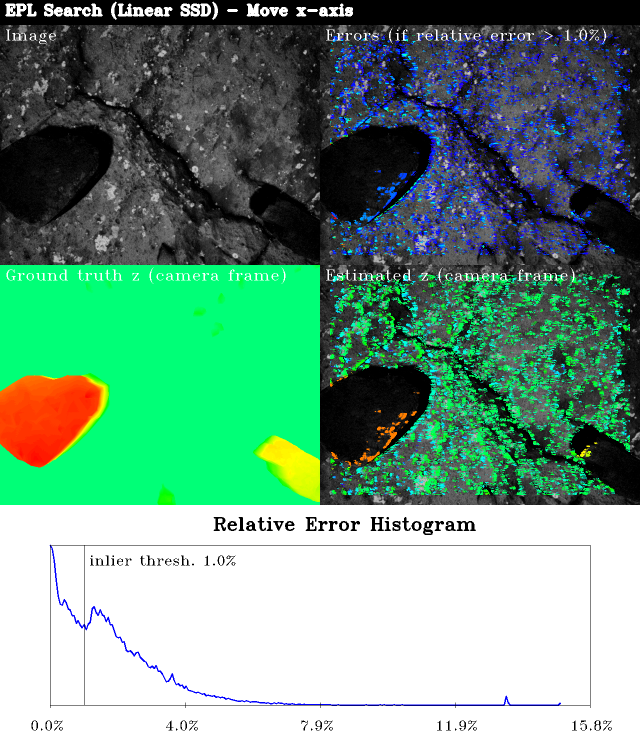 EPL Search (Linear SSD) - Move x-axis
Image
Errors (if relative error > 1.0%)
Ground truth z (camera frame)
Estimated z (camera frame)
Relative Error Histogram
inlier thresh. 1.0%
0.0% 4.0% 7.9% 11.9% 15.8%